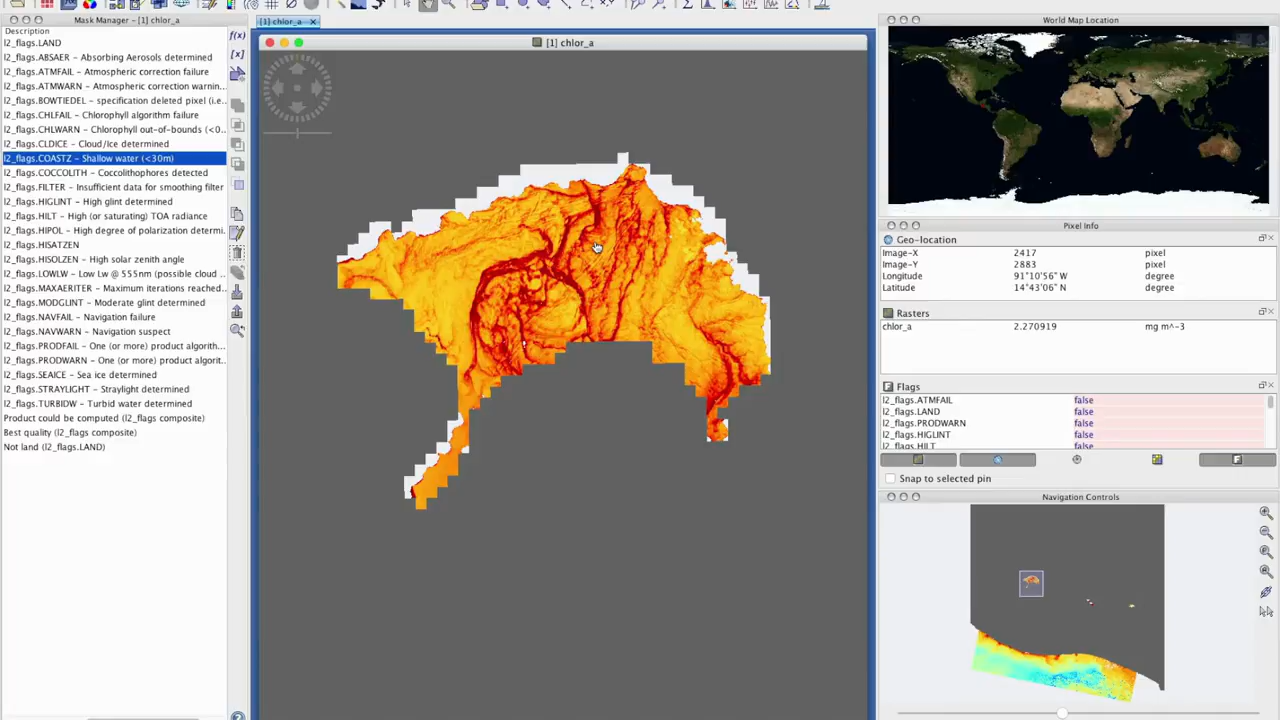 Mask Manager - [1] chlor_a
Description
l2_flags.LAND
l2_flags.ABSAER – Absorbing Aerosols determined
l2_flags.ATMFAIL – Atmospheric correction failure
l2_flags.ATMWARN – Atmospheric correction warnin...
l2_flags.BOWTIEDEL – specification deleted pixel (i.e...
l2_flags.CHLFAIL – Chlorophyll algorithm failure
l2_flags.CHLWARN – Chlorophyll out-of-bounds (<0...
l2_flags.CLDICE – Cloud/Ice determined
l2_flags.COASTZ – Shallow water (<30m)
l2_flags.COCCOLITH – Coccolithophores detected
l2_flags.FILTER – Insufficient data for smoothing filter
l2_flags.HIGLINT – High glint determined
l2_flags.HILT – High (or saturating) TOA radiance
l2_flags.HIPOL – High degree of polarization determi...
l2_flags.HISATZEN
l2_flags.HISOLZEN – High solar zenith angle
l2_flags.LOWLW – Low Lw @ 555nm (possible cloud
l2_flags.MAXAERITER – Maximum iterations reached...
l2_flags.MODGLINT – Moderate glint determined
l2_flags.NAVFAIL – Navigation failure
l2_flags.NAVWARN – Navigation suspect
l2_flags.PRODFAIL – One (or more) product algorith...
l2_flags.PRODWARN – One (or more) product algorit...
l2_flags.SEAICE – Sea ice determined
l2_flags.STRAYLIGHT – Straylight determined
l2_flags.TURBIDW – Turbid water determined
Product could be computed (l2_flags composite)
Best quality (l2_flags composite)
Not land (l2_flags.LAND)
f(x)
[x]
[1] chlor_a
[1] chlor_a
World Map Location
Pixel Info
Geo-location
Image-X 2417 pixel
Image-Y 2883 pixel
Longitude 91°10'56" W degree
Latitude 14°43'06" N degree
Rasters
chlor_a 2.270919 mg m^-3
Flags
l2_flags.ATMFAIL false
l2_flags.LAND false
l2_flags.PRODWARN false
l2_flags.HIGLINT false
l2_flags.HILT false
Snap to selected pin
Navigation Controls